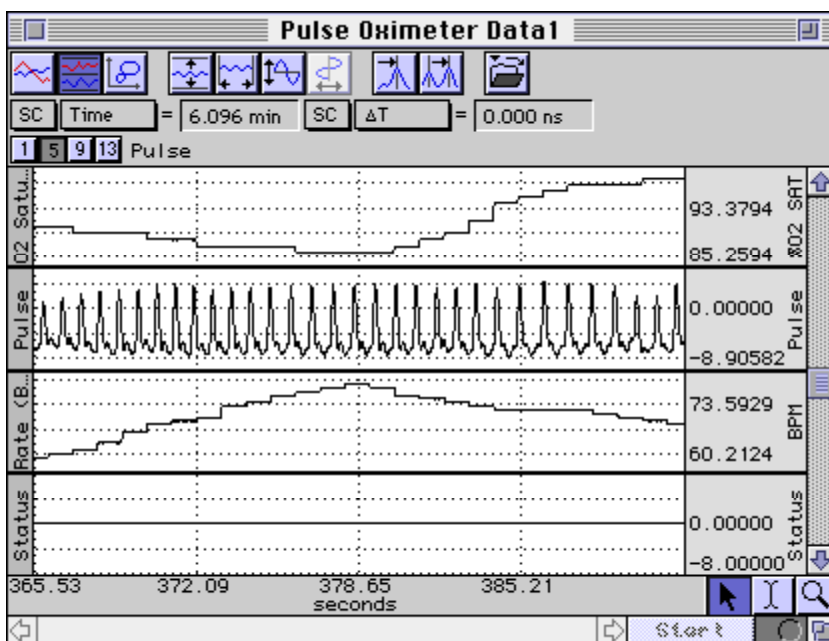 Pulse Oximeter Data1
SC Time = 6.096 min SC ΔT = 0.000 ns
1 5 9 13 Pulse
O2 Satu... 93.3794 85.2594 %O2 SAT
Pulse 0.00000 -8.90582 Pulse
Rate (B... 73.5929 60.2124 BPM
Status 0.00000 -8.00000 Status
365.53 372.09 378.65 385.21
seconds
Start